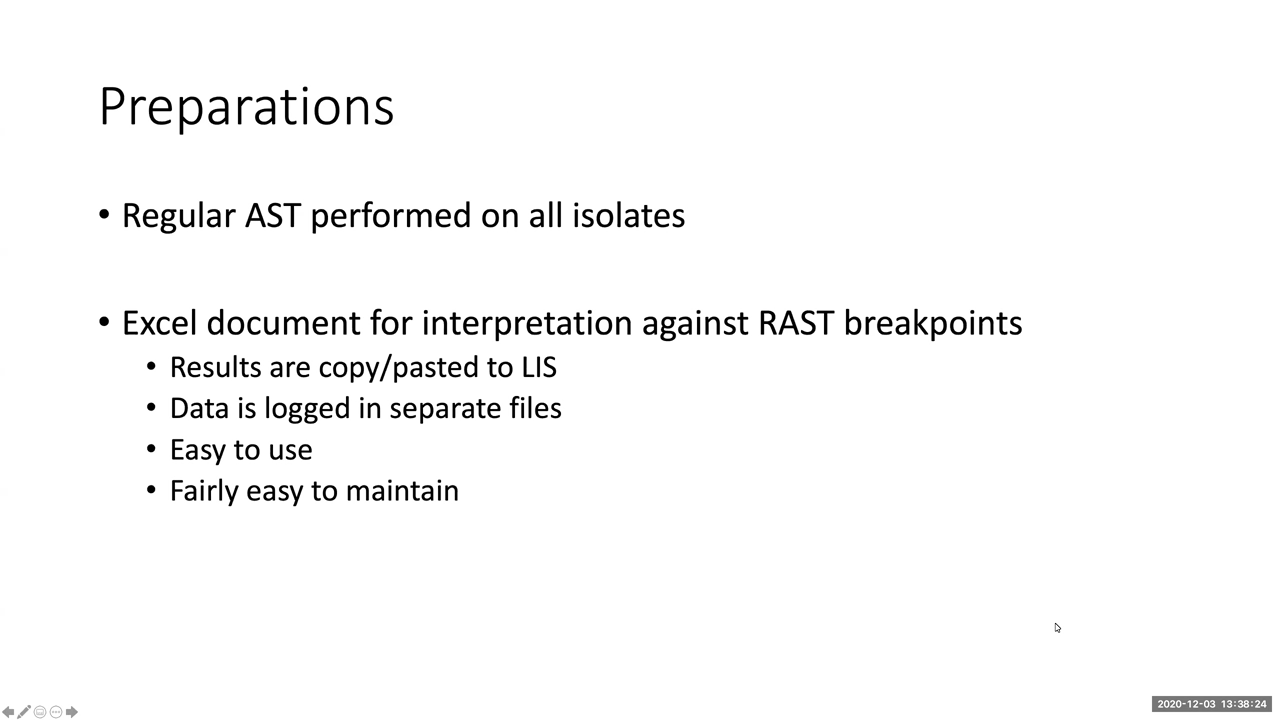 Preparations
• Regular AST performed on all isolates
• Excel document for interpretation against RAST breakpoints
• Results are copy/pasted to LIS
• Data is logged in separate files
• Easy to use
• Fairly easy to maintain
2020-12-03 13:38:24